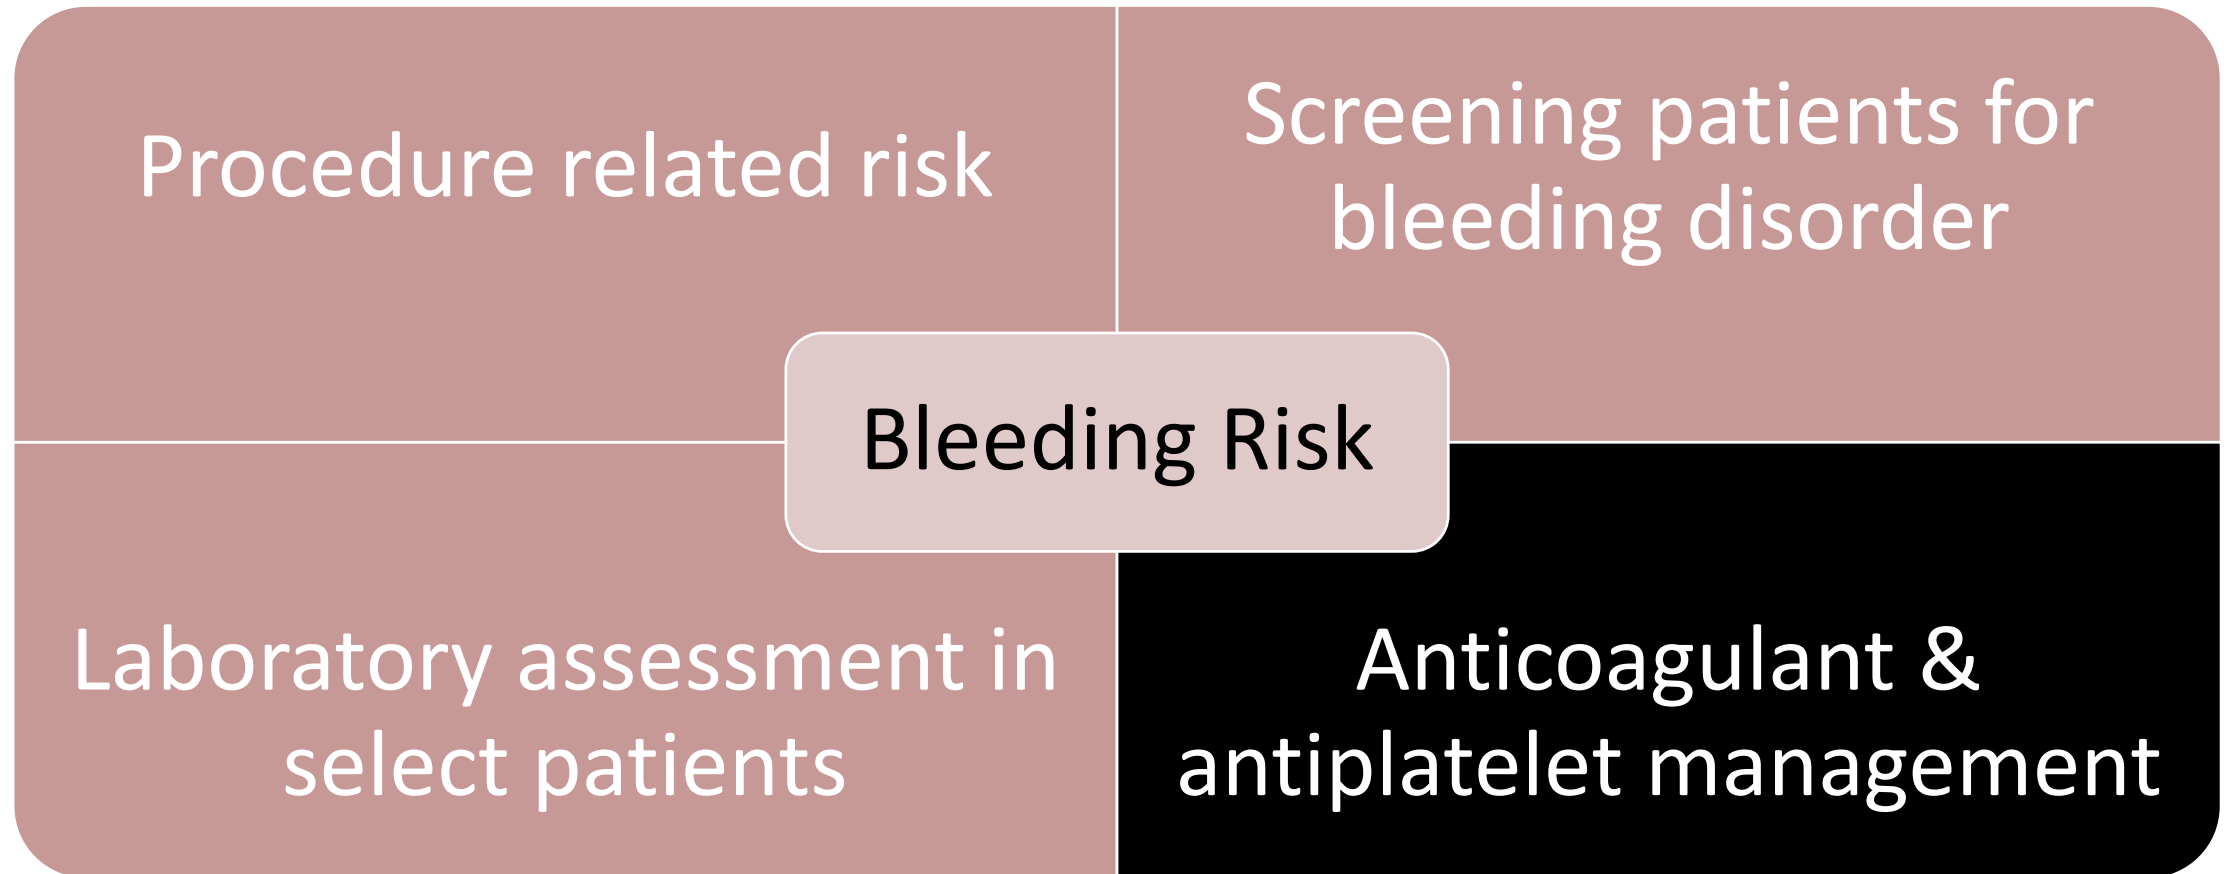 Procedure related risk
Screening patients for
bleeding disorder
Bleeding Risk
Laboratory assessment in
select patients
Anticoagulant &
antiplatelet management